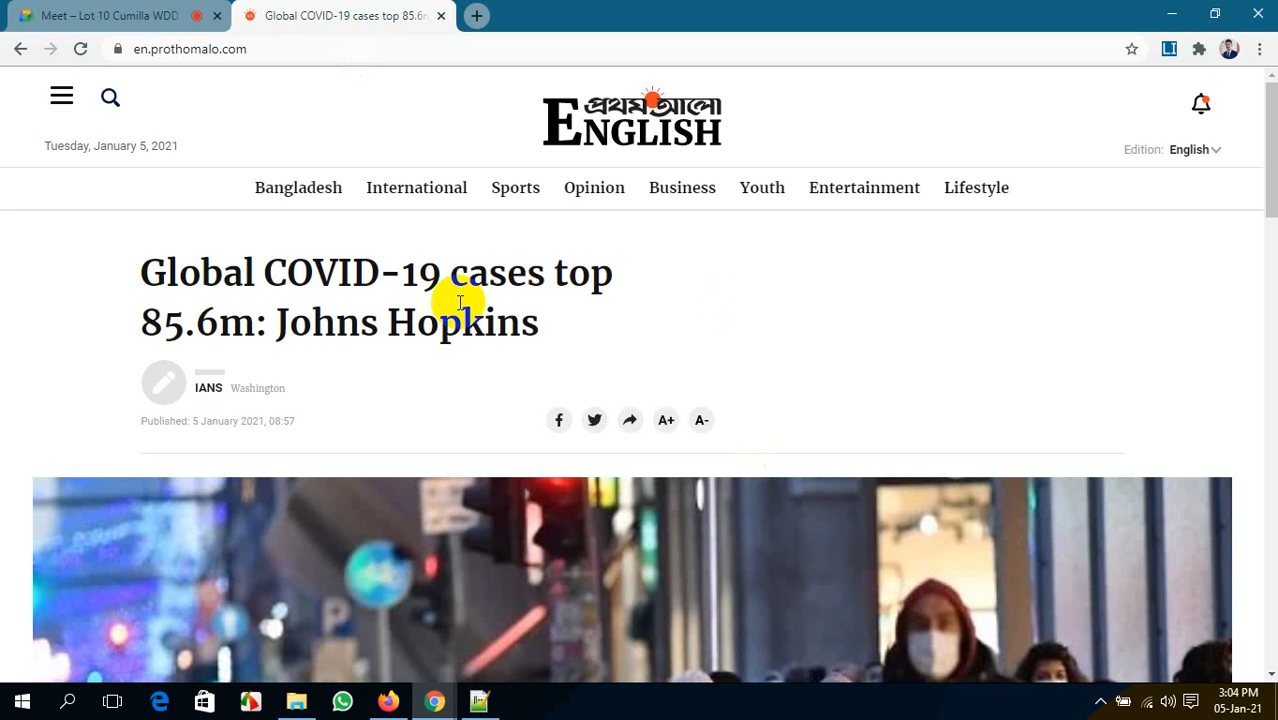 Meet – Lot 10 Cumilla WDD
Global COVID-19 cases top 85.6m
en.prothomalo.com
প্রথম আলো
ENGLISH
Tuesday, January 5, 2021
Edition: English
Bangladesh International Sports Opinion Business Youth Entertainment Lifestyle
Global COVID-19 cases top
85.6m: Johns Hopkins
IANS Washington
Published: 5 January 2021, 08:57
A+ A-
3:04 PM
05-Jan-21